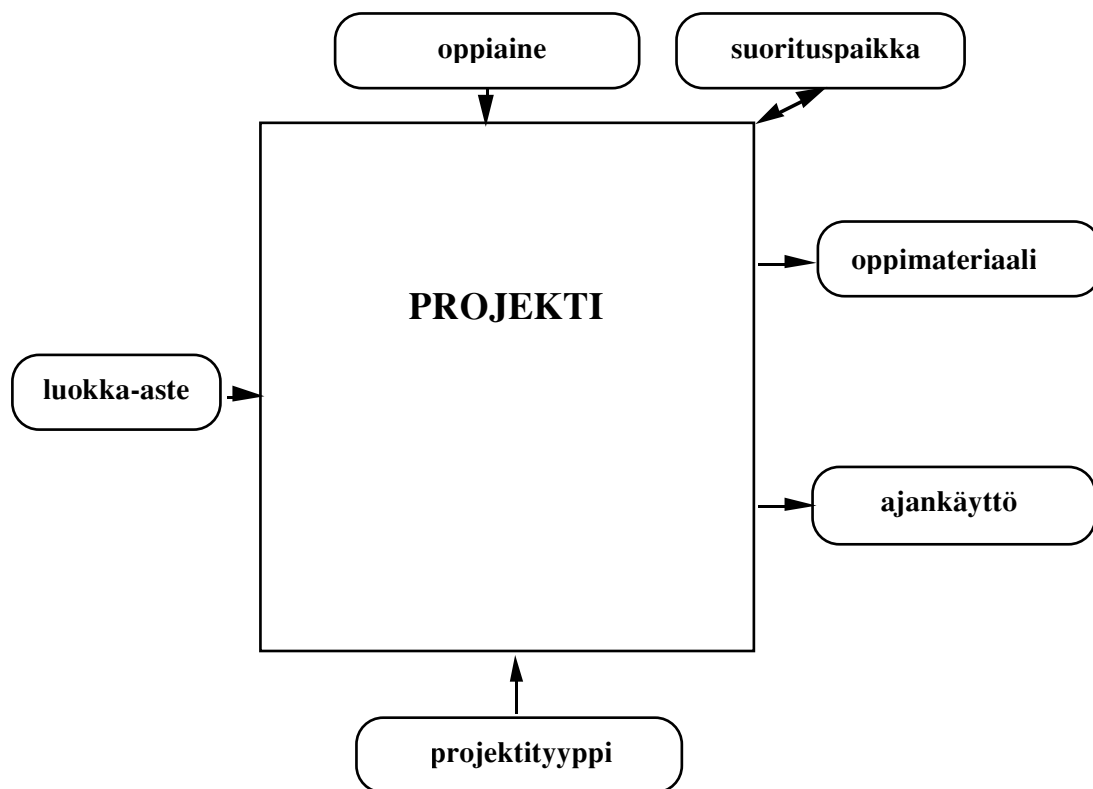 oppiaine
suorituspaikka
oppimateriaali
PROJEKTI
luokka-aste
ajankäyttö
projektityyppi